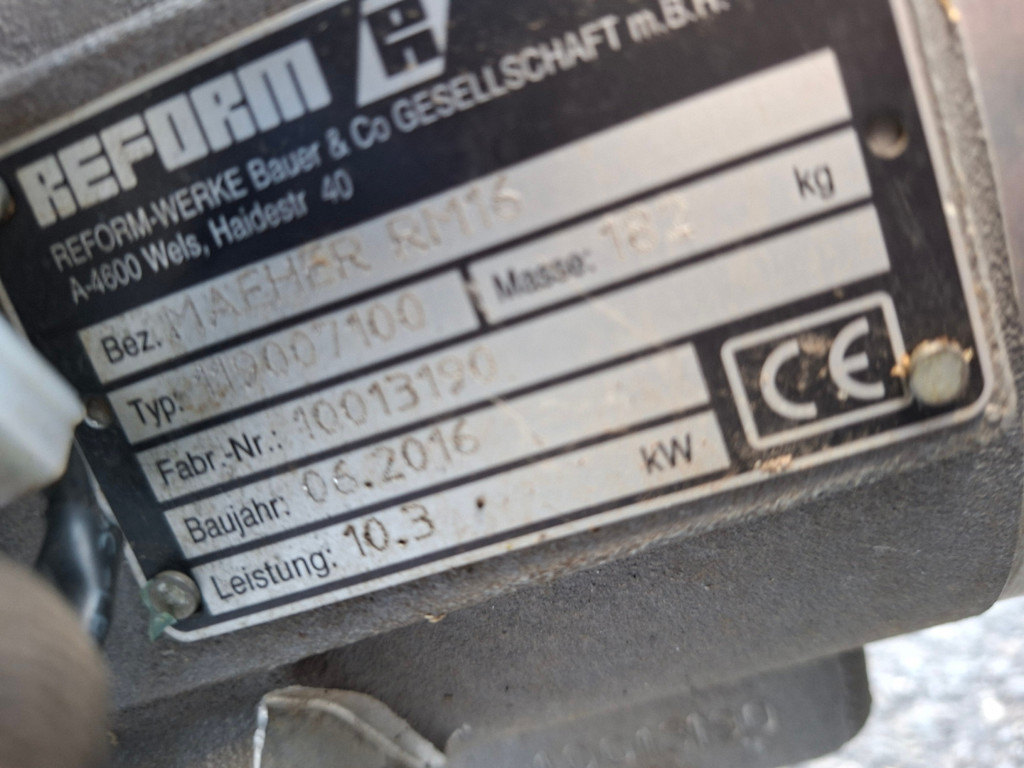 REFORM
REFORM-WERKE Bauer & Co GESELLSCHAFT m.B.H.
A-4600 Wels, Haidestr 40
Bez. MAEHER RM16
Typ: Masse: 182 kg
Fabr.-Nr.: 10013190
Baujahr: 06.2016
Leistung: 10.3 kW
CE